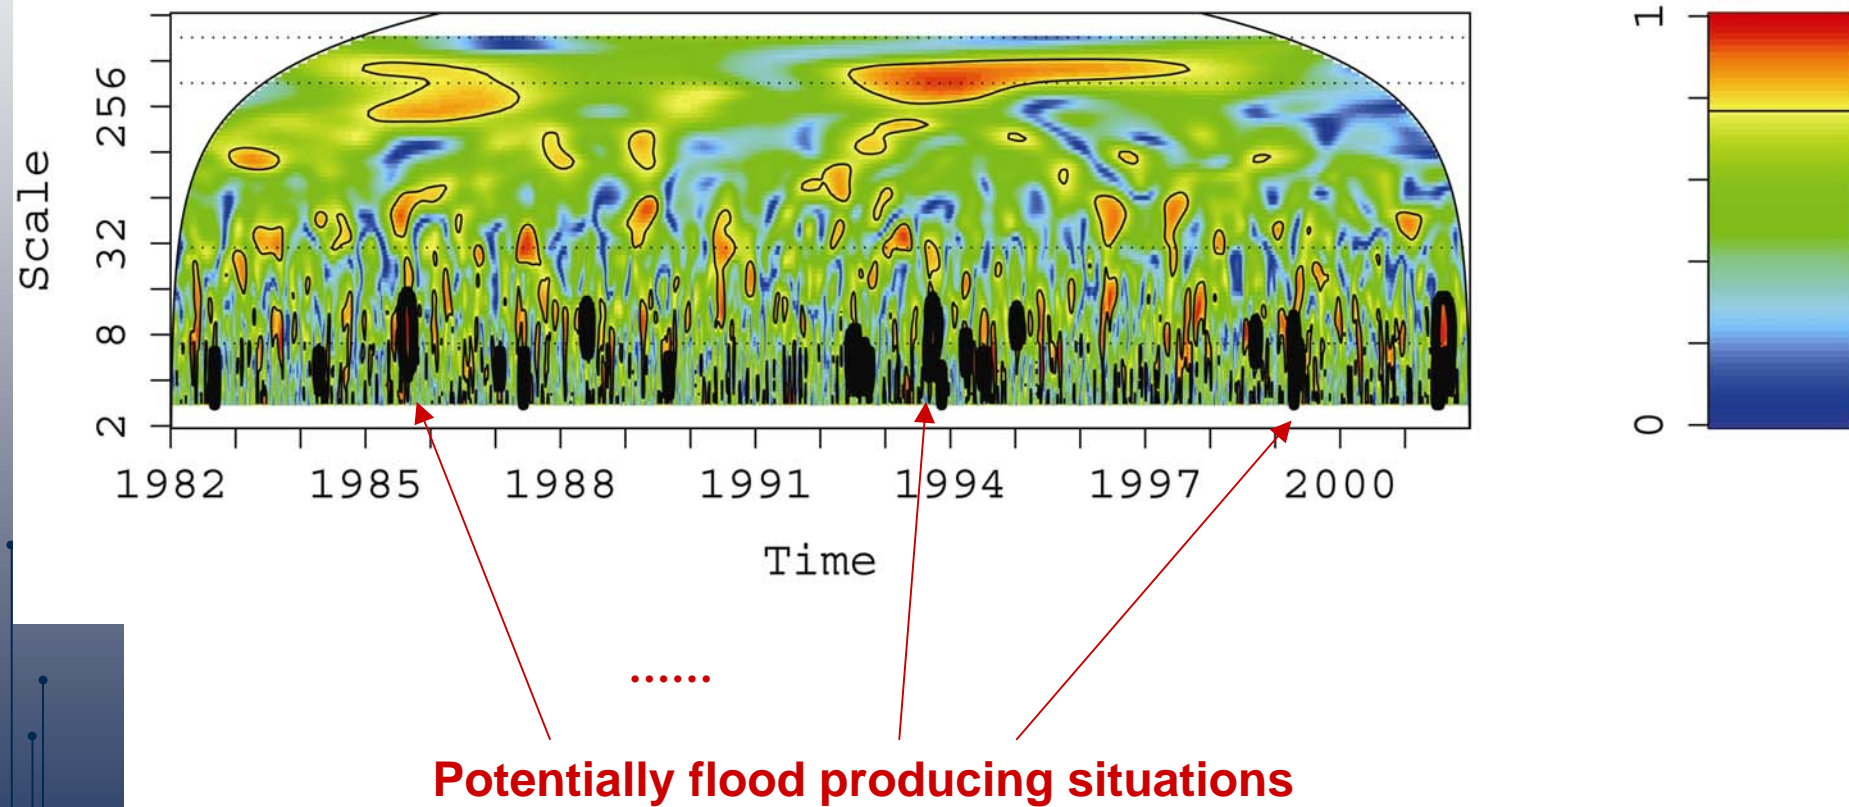 Scale
256
32
8
2
1982 1985 1988 1991 1994 1997 2000
Time
1
0
......
Potentially flood producing situations